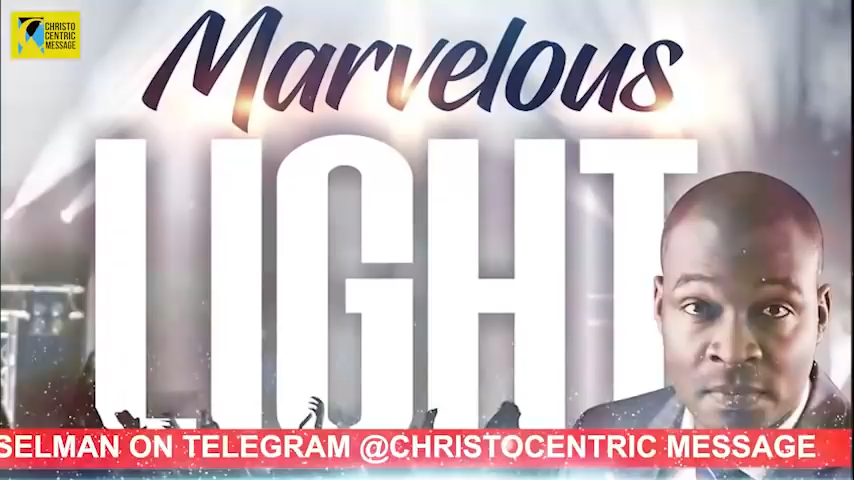 CHRISTO
CENTRIC
MESSAGE
Marvelous
LIGHT
SELMAN ON TELEGRAM @CHRISTOCENTRIC MESSAGE